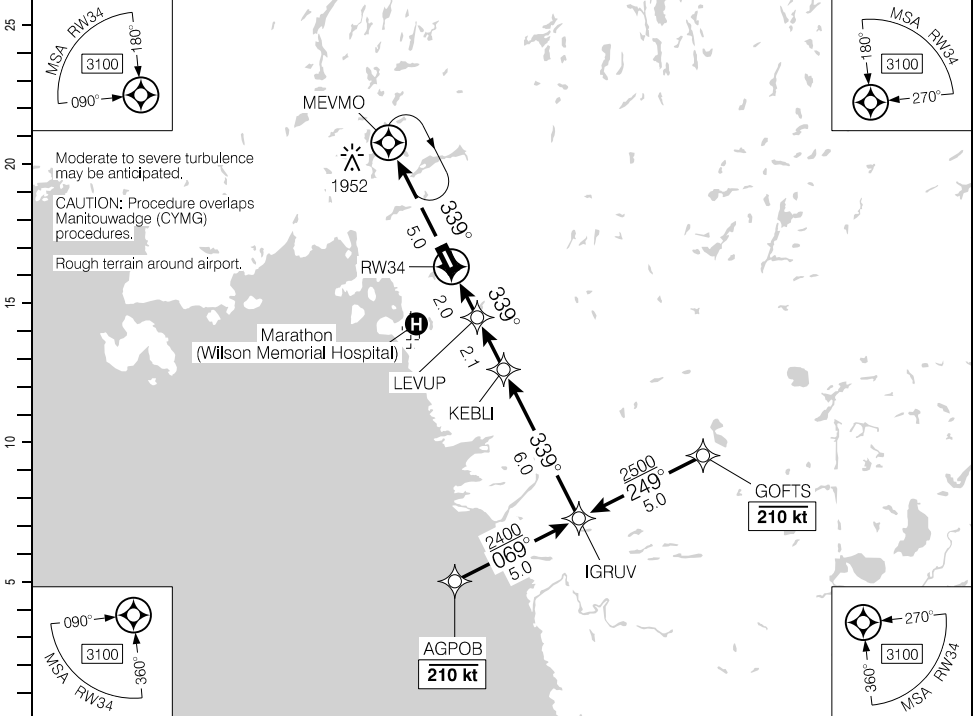 25
MSA RW34
180°
3100
090°
MSA RW34
180°
3100
270°
MEVMO
20
1952
Moderate to severe turbulence
may be anticipated.
CAUTION: Procedure overlaps
Manitouwadge (CYMG)
procedures.
Rough terrain around airport.
339°
5.0
RW34
15
2.0
339°
Marathon
(Wilson Memorial Hospital)
H
LEVUP
2.1
KEBLI
10
339°
6.0
2500
249°
5.0
GOFTS
210 kt
2400
069°
5.0
IGRUV
5
AGPOB
210 kt
090°
3100
360°
MSA RW34
270°
3100
360°
MSA RW34